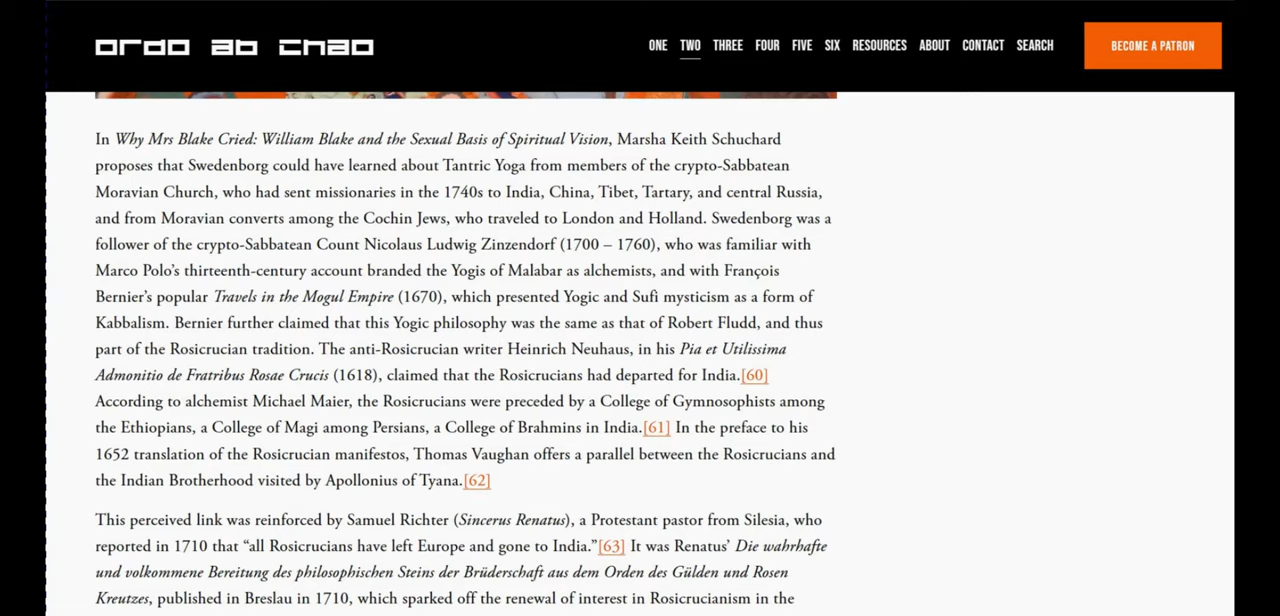 ordo ab chao
ONE TWO THREE FOUR FIVE SIX RESOURCES ABOUT CONTACT SEARCH BECOME A PATRON
In Why Mrs Blake Cried: William Blake and the Sexual Basis of Spiritual Vision, Marsha Keith Schuchard
proposes that Swedenborg could have learned about Tantric Yoga from members of the crypto-Sabbatean
Moravian Church, who had sent missionaries in the 1740s to India, China, Tibet, Tartary, and central Russia,
and from Moravian converts among the Cochin Jews, who traveled to London and Holland. Swedenborg was a
follower of the crypto-Sabbatean Count Nicolaus Ludwig Zinzendorf (1700 – 1760), who was familiar with
Marco Polo’s thirteenth-century account branded the Yogis of Malabar as alchemists, and with François
Bernier’s popular Travels in the Mogul Empire (1670), which presented Yogic and Sufi mysticism as a form of
Kabbalism. Bernier further claimed that this Yogic philosophy was the same as that of Robert Fludd, and thus
part of the Rosicrucian tradition. The anti-Rosicrucian writer Heinrich Neuhaus, in his Pia et Utilissima
Admonitio de Fratribus Rosae Crucis (1618), claimed that the Rosicrucians had departed for India.[60]
According to alchemist Michael Maier, the Rosicrucians were preceded by a College of Gymnosophists among
the Ethiopians, a College of Magi among Persians, a College of Brahmins in India.[61] In the preface to his
1652 translation of the Rosicrucian manifestos, Thomas Vaughan offers a parallel between the Rosicrucians and
the Indian Brotherhood visited by Apollonius of Tyana.[62]
This perceived link was reinforced by Samuel Richter (Sincerus Renatus), a Protestant pastor from Silesia, who
reported in 1710 that “all Rosicrucians have left Europe and gone to India.”[63] It was Renatus’ Die wahrhafte
und volkommene Bereitung des philosophischen Steins der Brüderschaft aus dem Orden des Gülden und Rosen
Kreutzes, published in Breslau in 1710, which sparked off the renewal of interest in Rosicrucianism in the